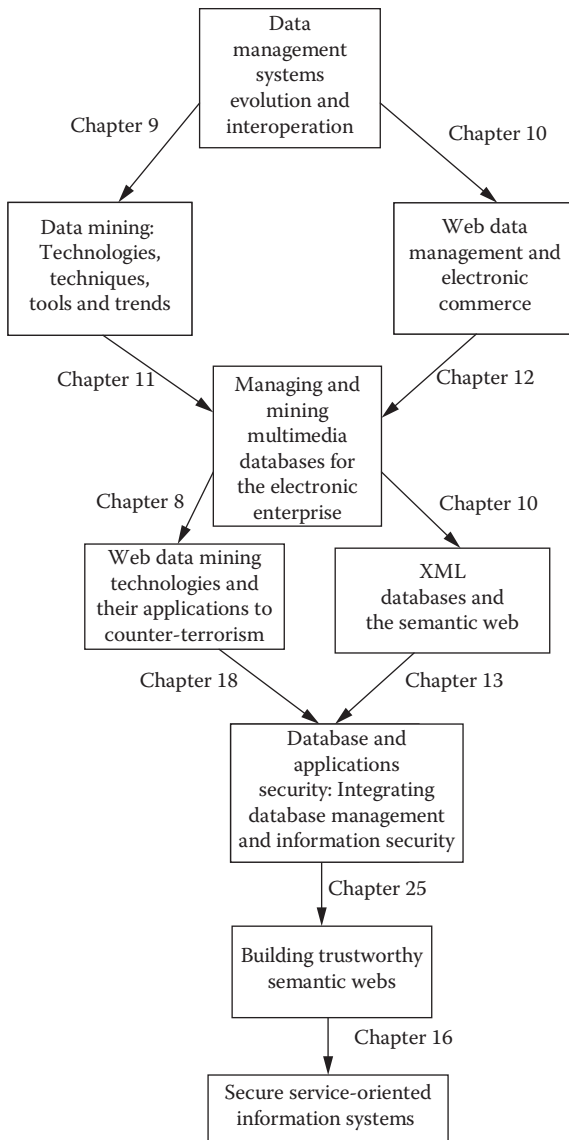 Data
management
systems
evolution and
interoperation
Chapter 9
Chapter 10
Data mining:
Technologies,
techniques,
tools and trends
Web data
management and
electronic
commerce
Chapter 11
Chapter 12
Managing and
mining
multimedia
databases for
the electronic
enterprise
Chapter 8
Chapter 10
Web data mining
technologies and
their applications to
counter-terrorism
XML
databases and
the semantic web
Chapter 18
Chapter 13
Database and
applications
security: Integrating
database management
and information security
Chapter 25
Building trustworthy
semantic webs
Chapter 16
Secure service-oriented
information systems